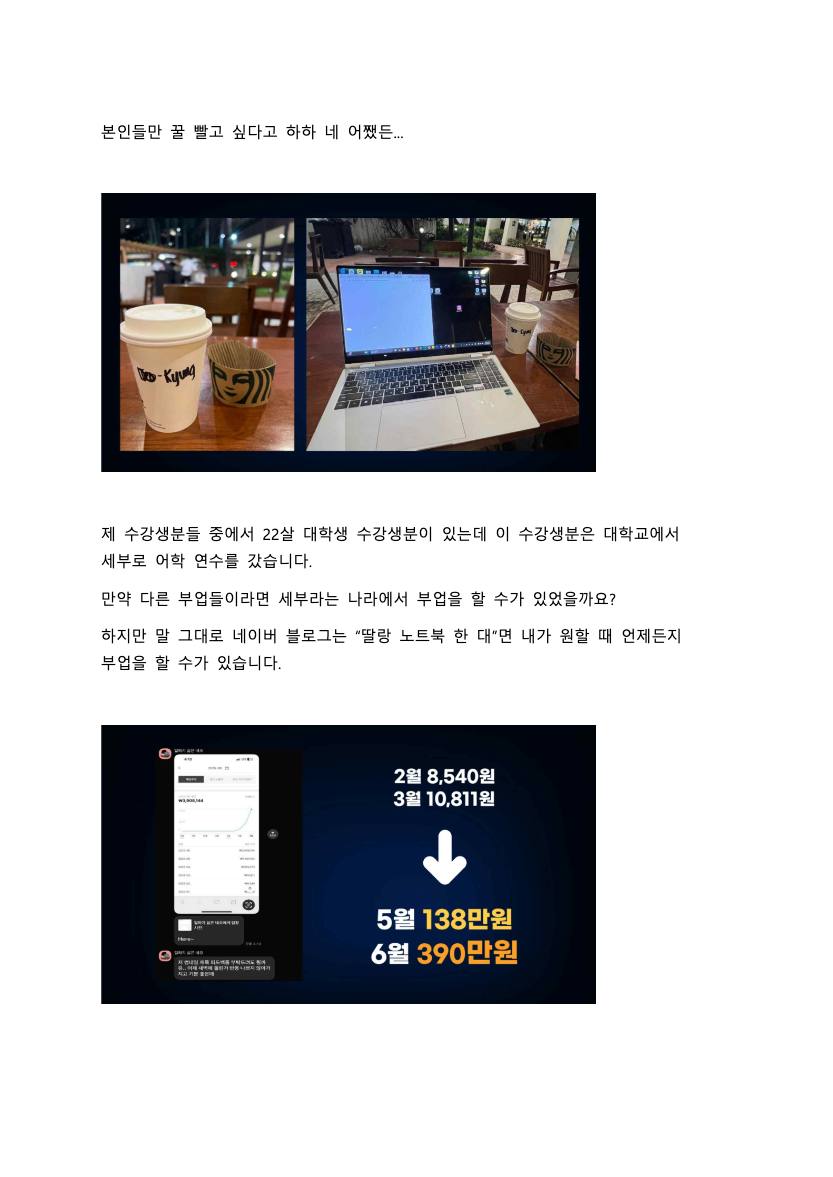 본인들만 꿀 빨고 싶다고 하하 네 어쨌든...
제 수강생분들 중에서 22살 대학생 수강생분이 있는데 이 수강생분은 대학교에서
세부로 어학 연수를 갔습니다.
만약 다른 부업들이라면 세부라는 나라에서 부업을 할 수가 있었을까요?
하지만 말 그대로 네이버 블로그는 “딸랑 노트북 한 대”면 내가 원할 때 언제든지
부업을 할 수가 있습니다.
₩3,908,144
2월 8,540원
3월 10,811원
5월 138만원
6월 390만원